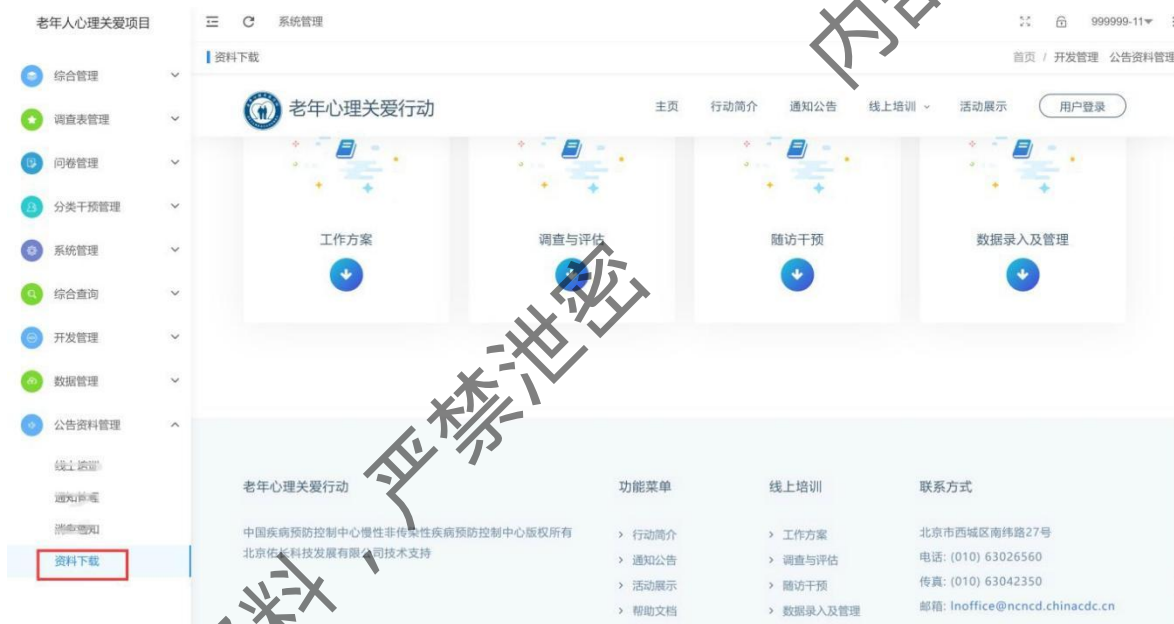 老年人心理关爱项目
系统管理
999999-11
资料下载
首页 / 开发管理 公告资料管理
综合管理
调查表管理
问卷管理
分类干预管理
系统管理
综合查询
开发管理
数据管理
公告资料管理
线上培训
资料下载
老年心理关爱行动
主页 行动简介 通知公告 线上培训 活动展示 用户登录
工作方案 调查与评估 随访干预 数据录入及管理
老年心理关爱行动
中国疾病预防控制中心慢性非传染性疾病预防控制中心版权所有
北京佑长科技发展有限公司技术支持
功能菜单
> 行动简介
> 通知公告
> 活动展示
> 帮助文档
线上培训
> 工作方案
> 调查与评估
> 随访干预
> 数据录入及管理
联系方式
北京市西城区南纬路27号
电话: (010) 63026560
传真: (010) 63042350
邮箱: lnoffice@ncncd.chinacdc.cn
资料，严禁泄密
内部